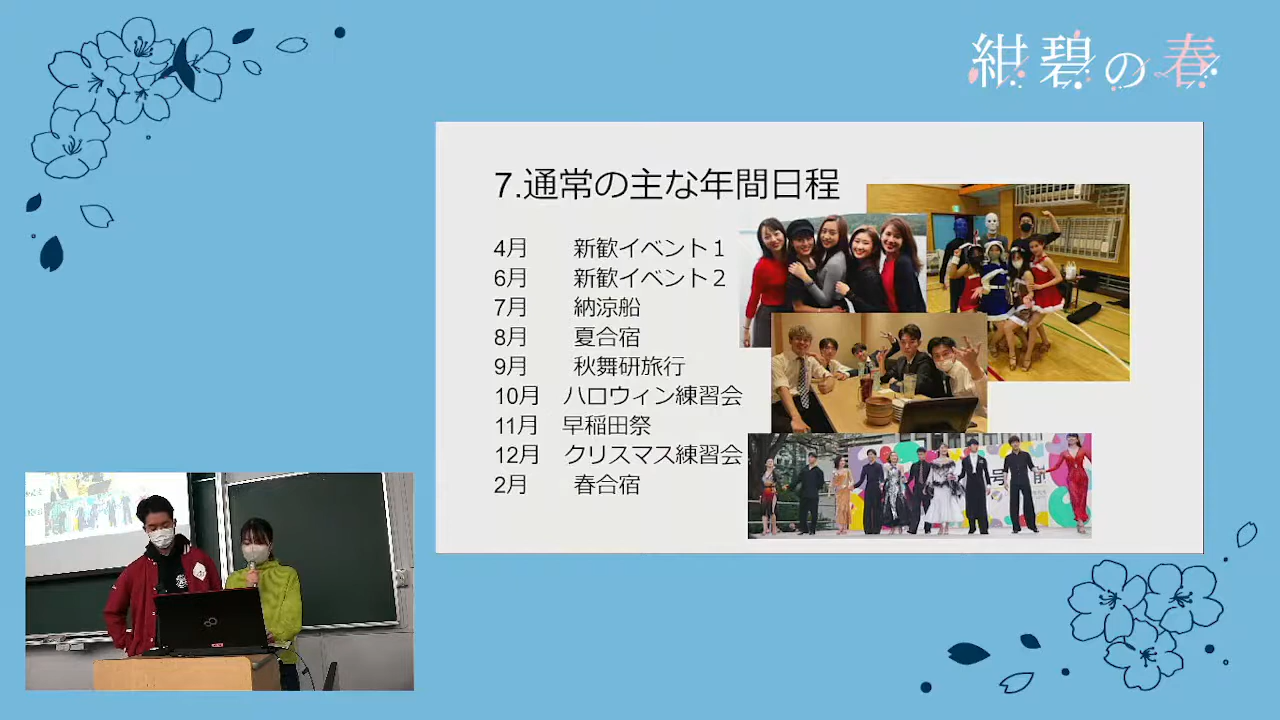 紺碧の春
7.通常の主な年間日程
4月 新歓イベント１
6月 新歓イベント２
7月 納涼船
8月 夏合宿
9月 秋舞研旅行
10月 ハロウィン練習会
11月 早稲田祭
12月 クリスマス練習会
2月 春合宿